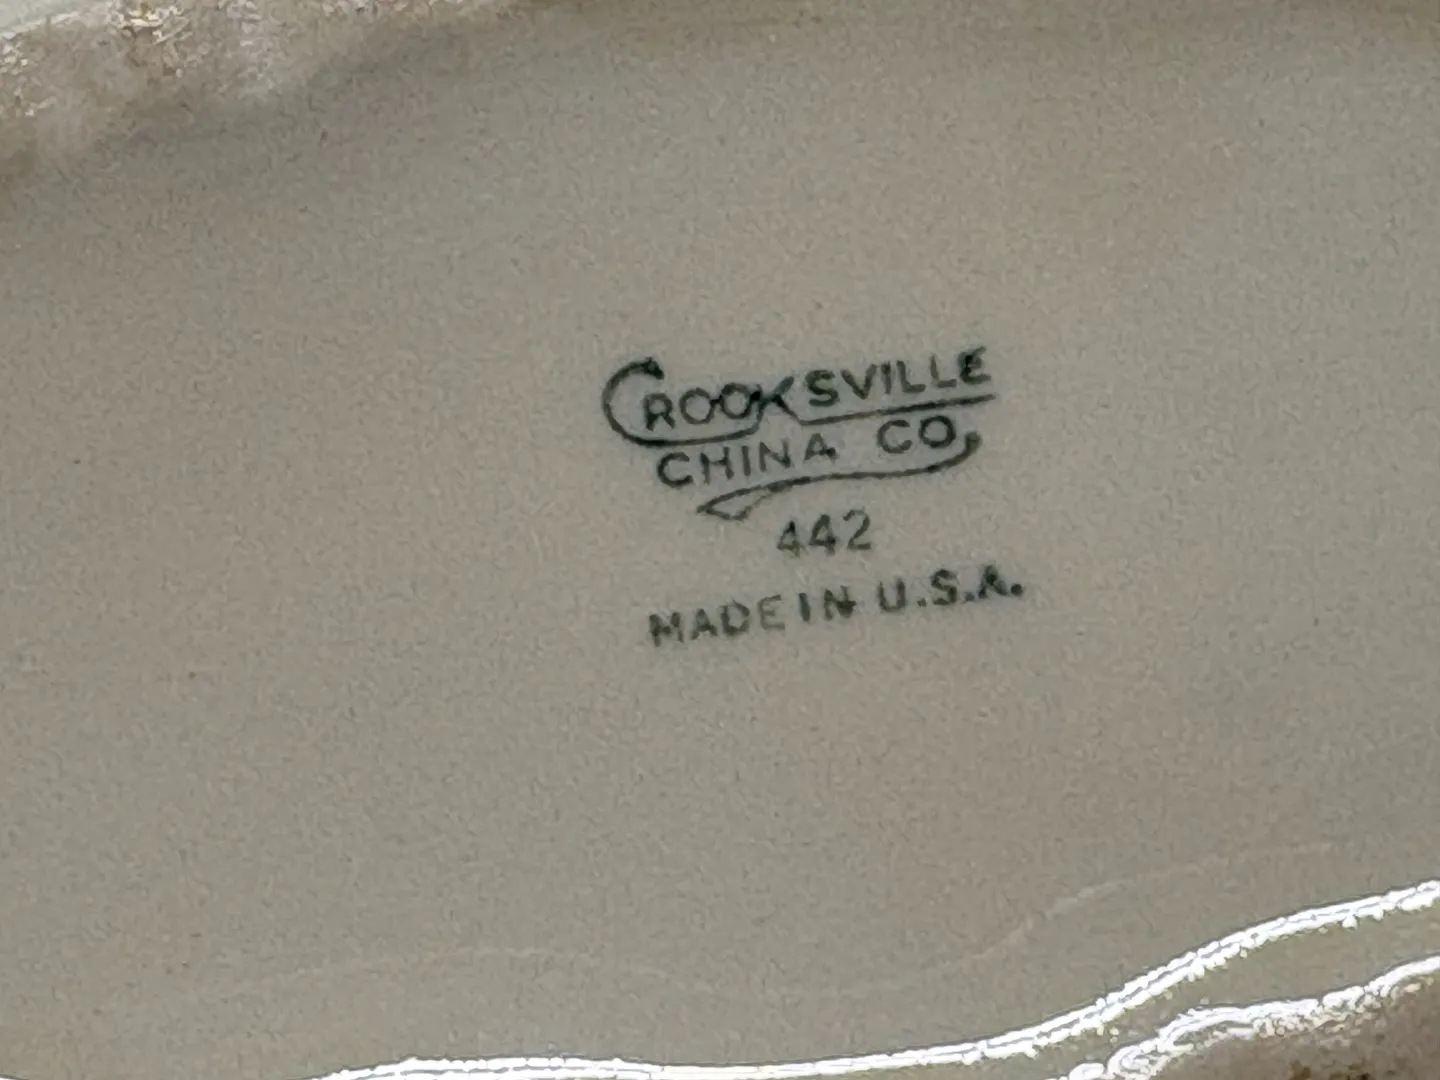 CROOKSVILLE
CHINA CO.
442
MADE IN U.S.A.